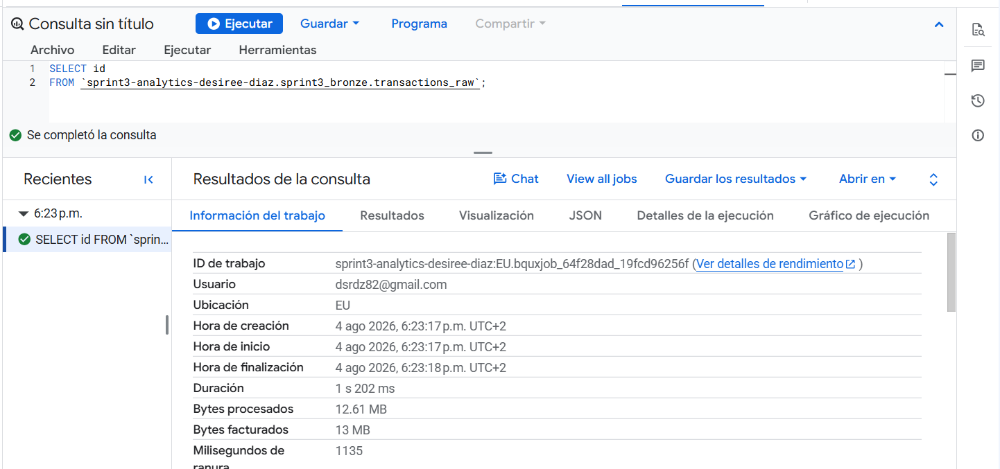 Consulta sin título Ejecutar Guardar Programa Compartir
Archivo Editar Ejecutar Herramientas
1 SELECT id
2 FROM `sprint3-analytics-desiree-diaz.sprint3_bronze.transactions_raw`;
Se completó la consulta
Recientes
6:23 p.m.
SELECT id FROM `sprin...
Resultados de la consulta Chat View all jobs Guardar los resultados Abrir en
Información del trabajo Resultados Visualización JSON Detalles de la ejecución Gráfico de ejecución
ID de trabajo sprint3-analytics-desiree-diaz:EU.bquxjob_64f28dad_19fcd96256f (Ver detalles de rendimiento )
Usuario dsrdz82@gmail.com
Ubicación EU
Hora de creación 4 ago 2026, 6:23:17 p.m. UTC+2
Hora de inicio 4 ago 2026, 6:23:17 p.m. UTC+2
Hora de finalización 4 ago 2026, 6:23:18 p.m. UTC+2
Duración 1 s 202 ms
Bytes procesados 12.61 MB
Bytes facturados 13 MB
Milisegundos de 1135
ranura